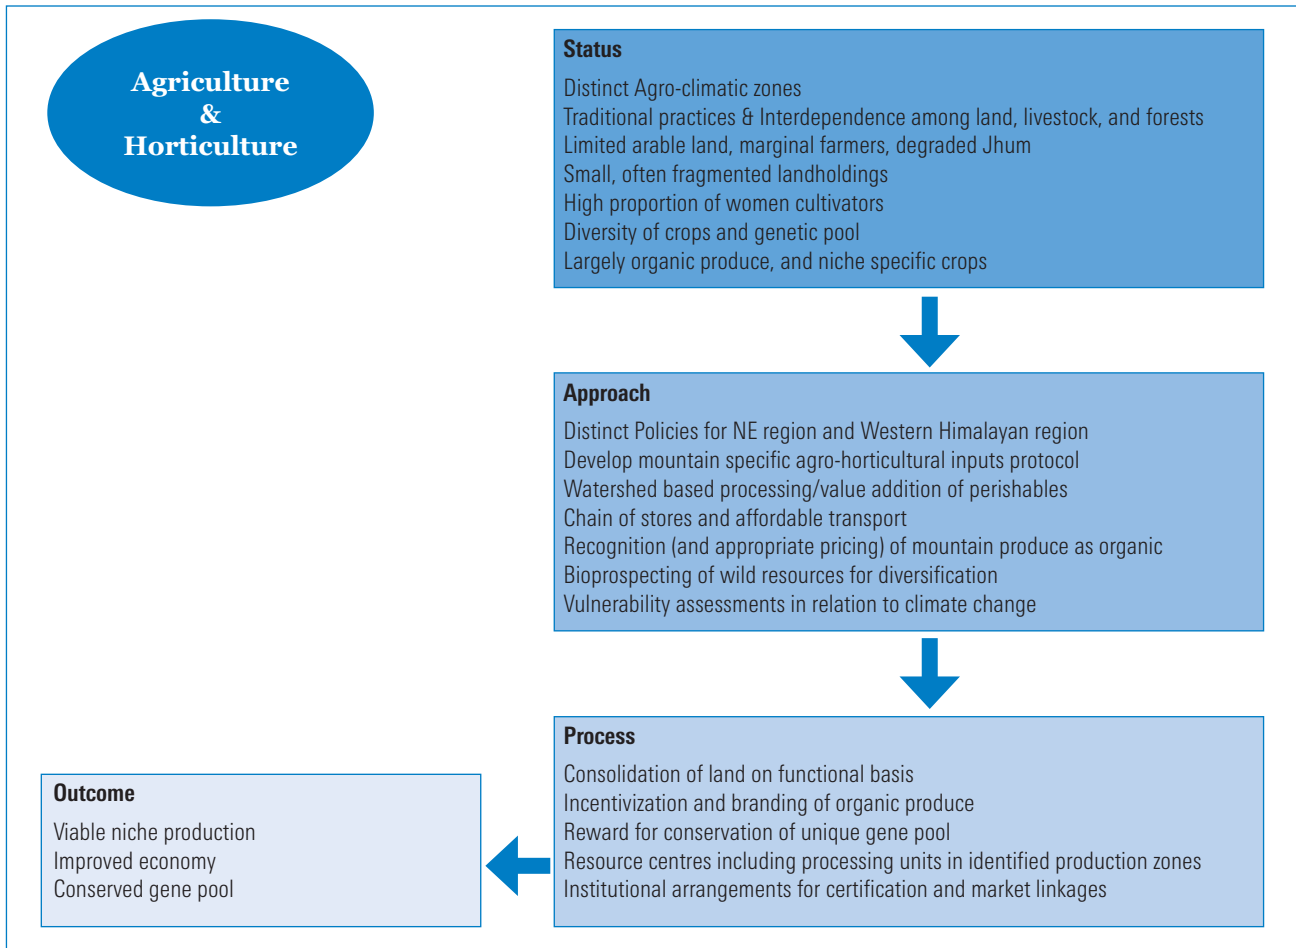 Agriculture
&
Horticulture
Status
Distinct Agro-climatic zones
Traditional practices & Interdependence among land, livestock, and forests
Limited arable land, marginal farmers, degraded Jhum
Small, often fragmented landholdings
High proportion of women cultivators
Diversity of crops and genetic pool
Largely organic produce, and niche specific crops
Approach
Distinct Policies for NE region and Western Himalayan region
Develop mountain specific agro-horticultural inputs protocol
Watershed based processing/value addition of perishables
Chain of stores and affordable transport
Recognition (and appropriate pricing) of mountain produce as organic
Bioprospecting of wild resources for diversification
Vulnerability assessments in relation to climate change
Process
Consolidation of land on functional basis
Incentivization and branding of organic produce
Reward for conservation of unique gene pool
Resource centres including processing units in identified production zones
Institutional arrangements for certification and market linkages
Outcome
Viable niche production
Improved economy
Conserved gene pool